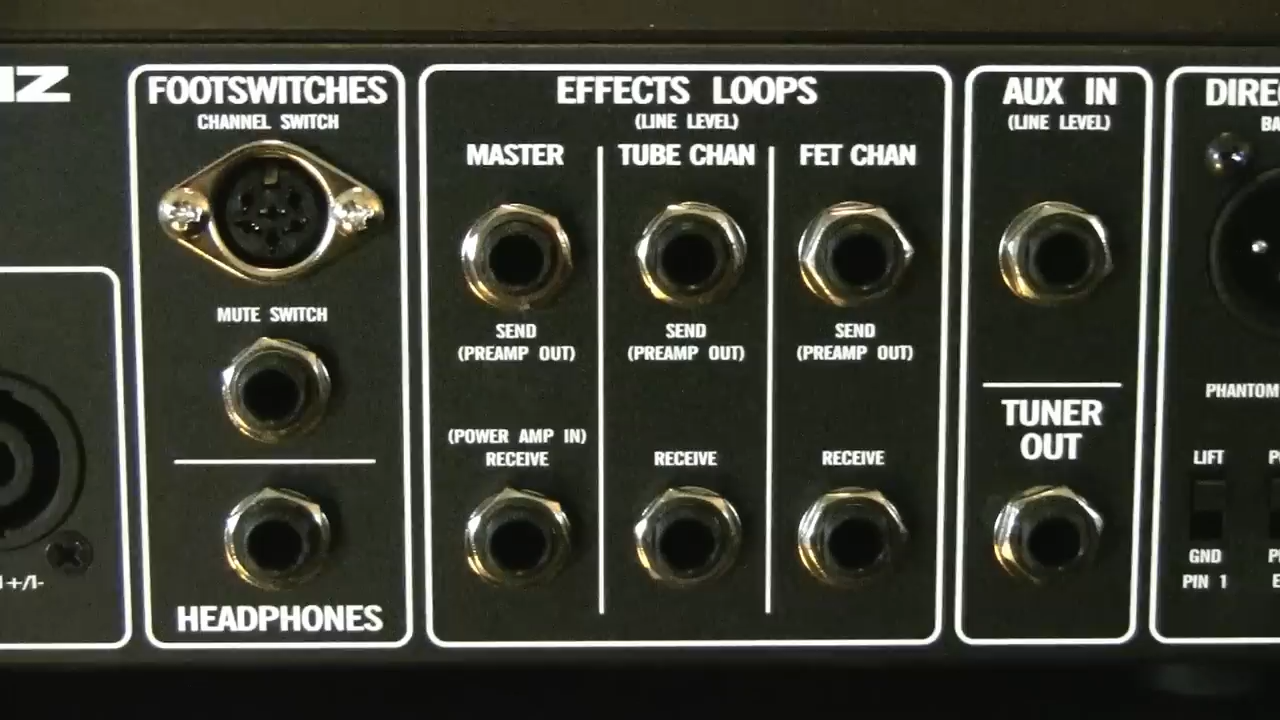 FOOTSWITCHES
CHANNEL SWITCH
MUTE SWITCH
HEADPHONES
EFFECTS LOOPS
(LINE LEVEL)
MASTER
SEND
(PREAMP OUT)
(POWER AMP IN)
RECEIVE
TUBE CHAN
SEND
(PREAMP OUT)
RECEIVE
FET CHAN
SEND
(PREAMP OUT)
RECEIVE
AUX IN
(LINE LEVEL)
TUNER
OUT
PHANTOM
LIFT
GND
PIN 1